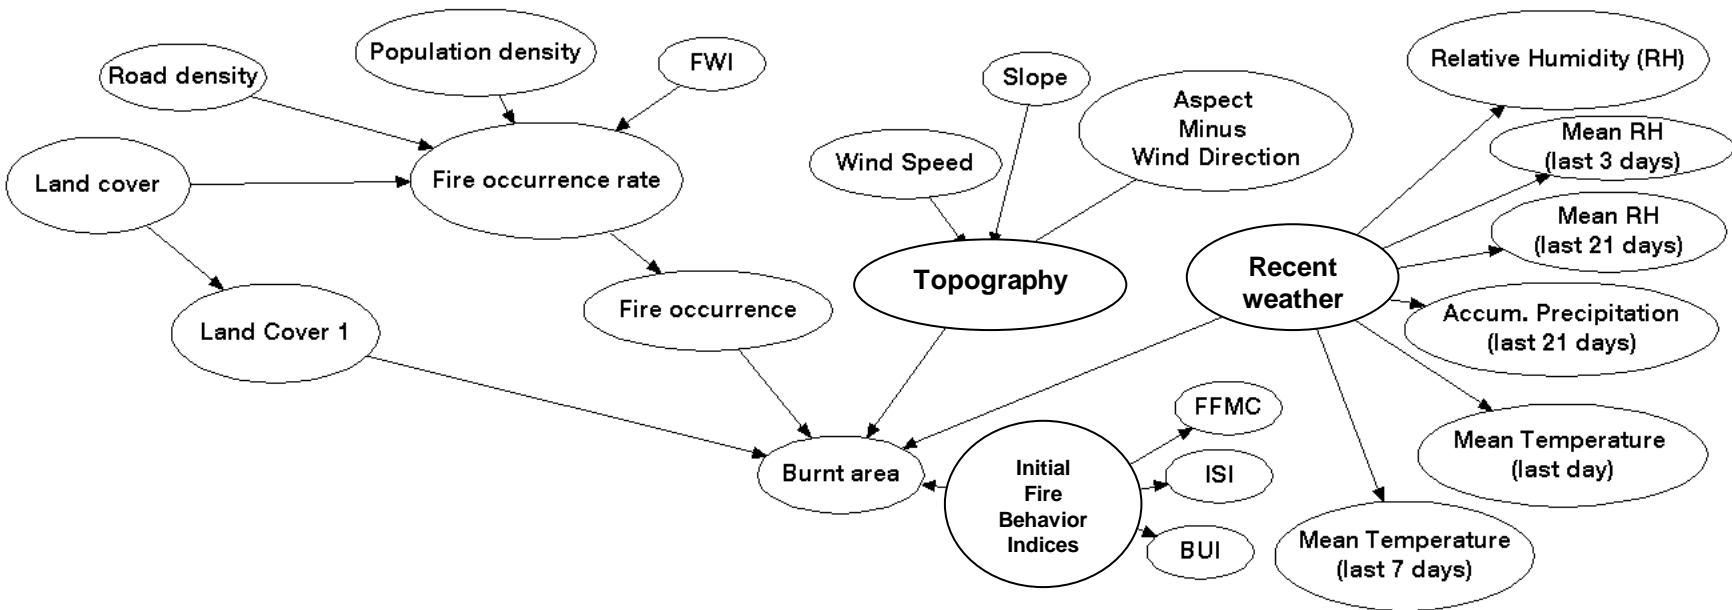 Road density
Population density
FWI
Slope
Relative Humidity (RH)
Aspect
Minus
Wind Direction
Mean RH
(last 3 days)
Land cover
Fire occurrence rate
Wind Speed
Mean RH
(last 21 days)
Topography
Recent
weather
Land Cover 1
Fire occurrence
Accum. Precipitation
(last 21 days)
FFMC
Mean Temperature
(last day)
Burnt area
Initial
Fire
Behavior
Indices
ISI
BUI
Mean Temperature
(last 7 days)